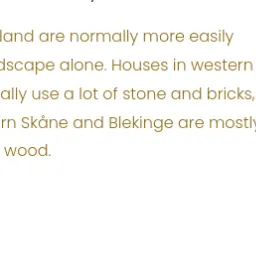 land are normally more easily
dscape alone. Houses in western
ally use a lot of stone and bricks,
rn Skåne and Blekinge are mostly
wood.